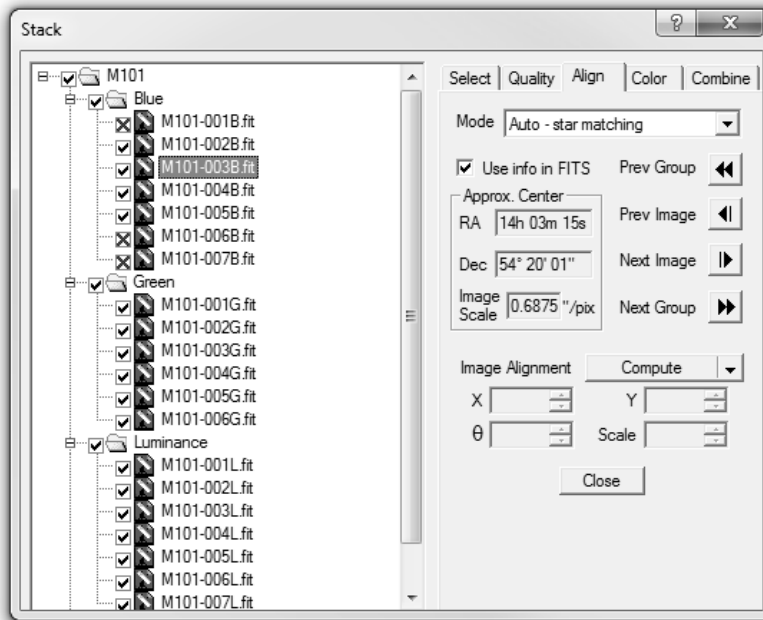 Stack
M101
Blue
M101-001B.fit
M101-002B.fit
M101-003B.fit
M101-004B.fit
M101-005B.fit
M101-006B.fit
M101-007B.fit
Green
M101-001G.fit
M101-002G.fit
M101-003G.fit
M101-004G.fit
M101-005G.fit
M101-006G.fit
Luminance
M101-001L.fit
M101-002L.fit
M101-003L.fit
M101-004L.fit
M101-005L.fit
M101-006L.fit
M101-007L.fit
Select Quality Align Color Combine
Mode Auto - star matching
Use info in FITS
Approx. Center
RA 14h 03m 15s
Dec 54° 20' 01"
Image Scale 0.6875 "/pix
Prev Group
Prev Image
Next Image
Next Group
Image Alignment Compute
X Y
θ Scale
Close